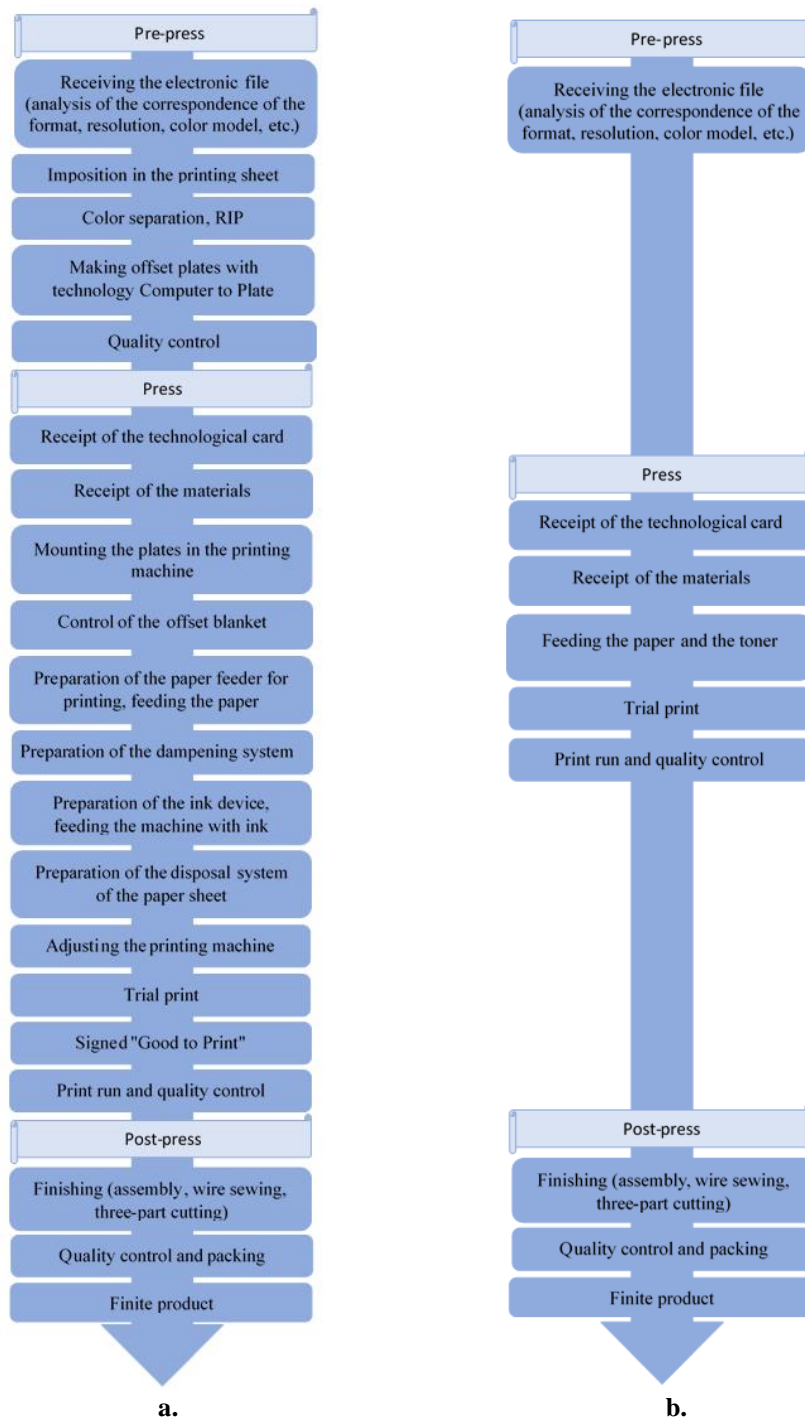 Pre-press
Receiving the electronic file
(analysis of the correspondence of the
format, resolution, color model, etc.)
Imposition in the printing sheet
Color separation, RIP
Making offset plates with
technology Computer to Plate
Quality control
Press
Receipt of the technological card
Receipt of the materials
Mounting the plates in the printing
machine
Control of the offset blanket
Preparation of the paper feeder for
printing, feeding the paper
Preparation of the dampening system
Preparation of the ink device,
feeding the machine with ink
Preparation of the disposal system
of the paper sheet
Adjusting the printing machine
Trial print
Signed "Good to Print"
Print run and quality control
Post-press
Finishing (assembly, wire sewing,
three-part cutting)
Quality control and packing
Finite product
a.
Pre-press
Receiving the electronic file
(analysis of the correspondence of the
format, resolution, color model, etc.)
Press
Receipt of the technological card
Receipt of the materials
Feeding the paper and the toner
Trial print
Print run and quality control
Post-press
Finishing (assembly, wire sewing,
three-part cutting)
Quality control and packing
Finite product
b.